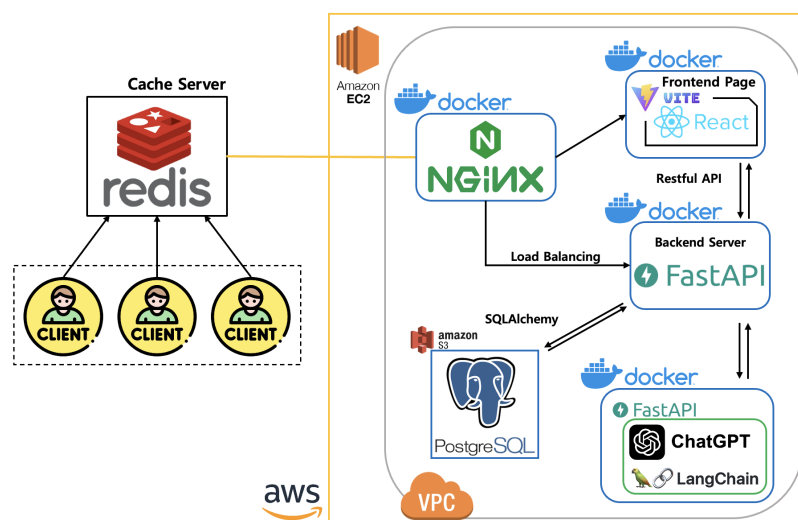 Cache Server
redis
CLIENT.
CLIENT.
CLIENT.
aws
Amazon
EC2
docker
NGINX
docker
Frontend Page
VITE
React
Restful API
docker
Backend Server
FastAPI
Load Balancing
SQLAlchemy
amazon
S3
PostgreSQL
docker
FastAPI
ChatGPT
LangChain
VPC